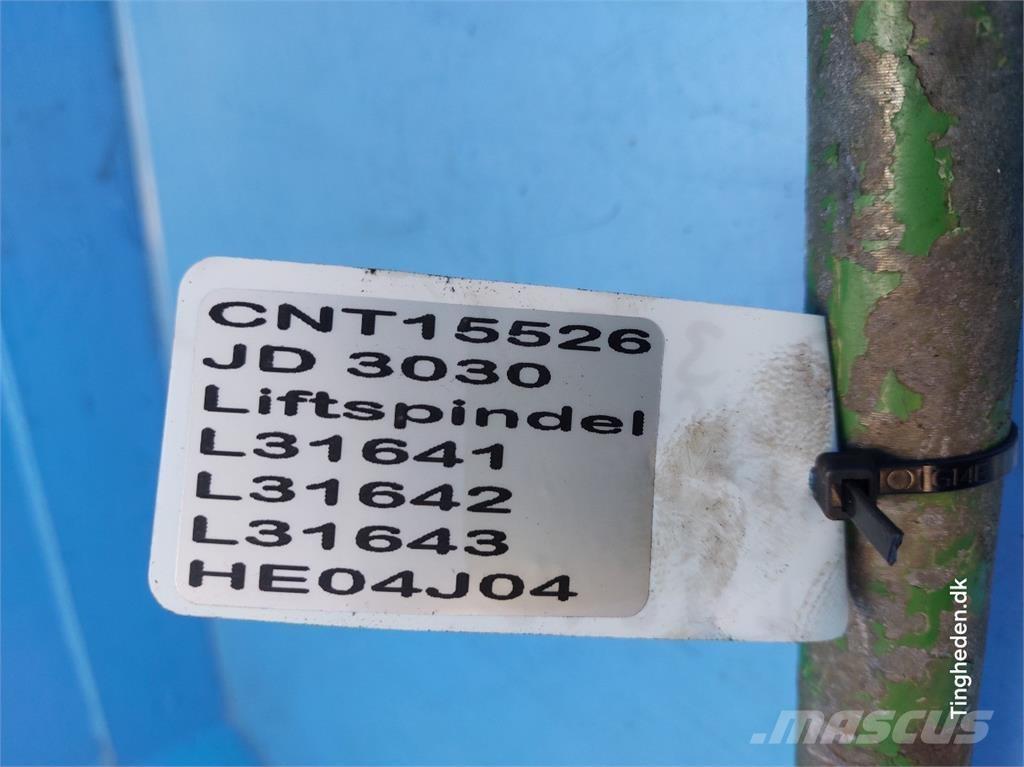 CNT15526
JD 3030
Liftspindel
L31641
L31642
L31643
HE04J04
Tingheden.dk
MASCUS